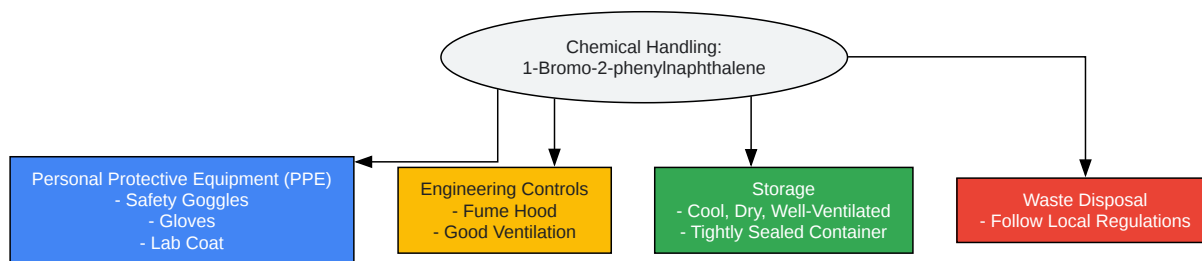 Chemical Handling:
1-Bromo-2-phenylnaphthalene
Personal Protective Equipment (PPE)
- Safety Goggles
- Gloves
- Lab Coat
Engineering Controls
- Fume Hood
- Good Ventilation
Storage
- Cool, Dry, Well-Ventilated
- Tightly Sealed Container
Waste Disposal
- Follow Local Regulations